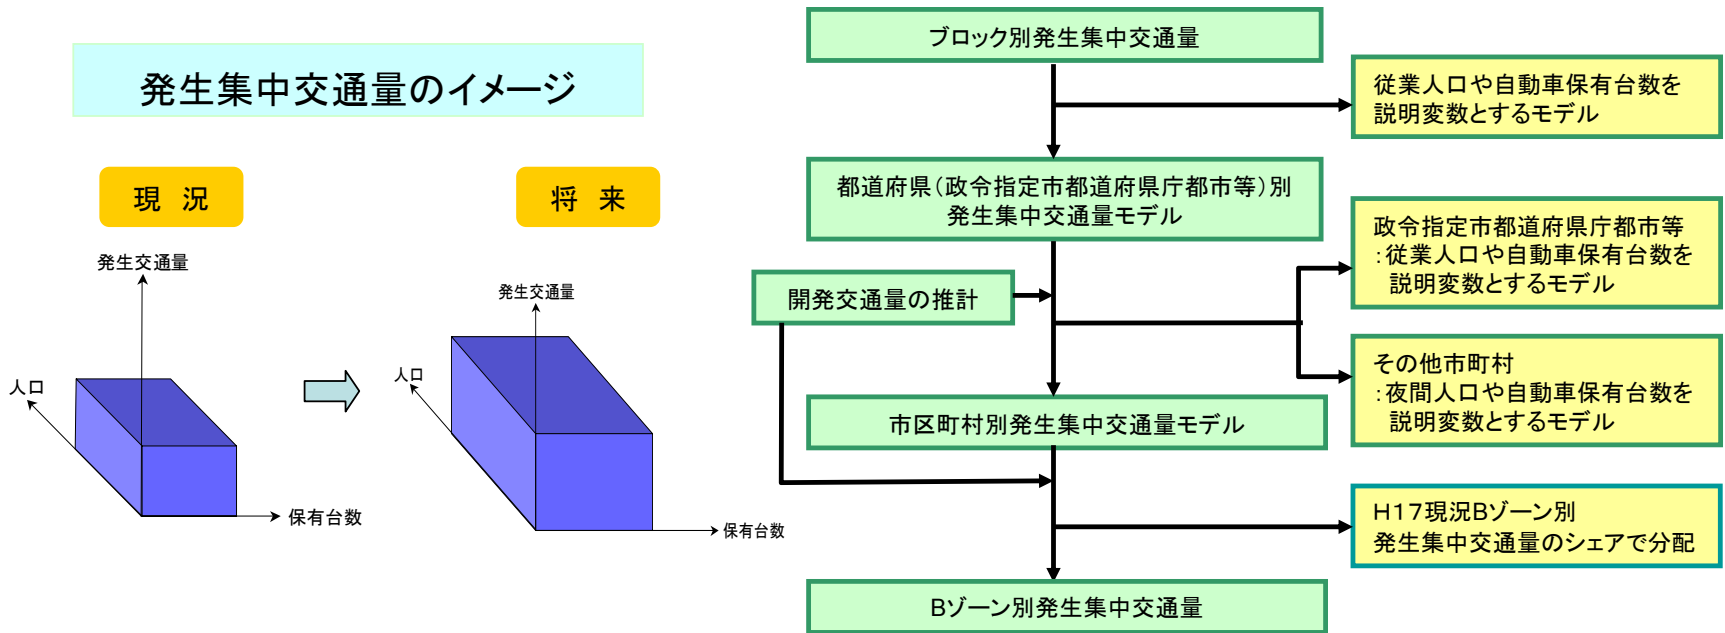 発生集中交通量のイメージ
現 況
将 来
発生交通量
人口
保有台数
発生交通量
人口
保有台数
ブロック別発生集中交通量
従業人口や自動車保有台数を
説明変数とするモデル
都道府県（政令指定市都道府県庁都市等）別
発生集中交通量モデル
政令指定市都道府県庁都市等
：従業人口や自動車保有台数を
説明変数とするモデル
開発交通量の推計
その他市町村
：夜間人口や自動車保有台数を
説明変数とするモデル
市区町村別発生集中交通量モデル
H17現況Bゾーン別
発生集中交通量のシェアで分配
Bゾーン別発生集中交通量